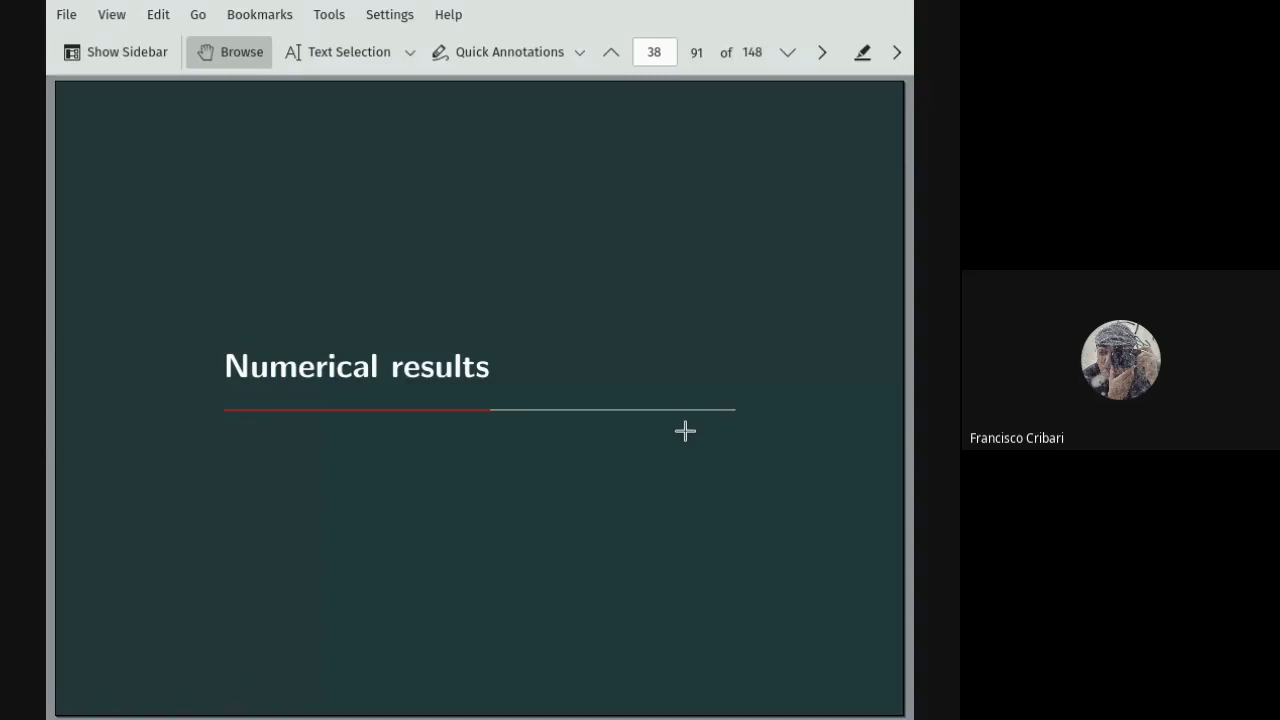 File View Edit Go Bookmarks Tools Settings Help
Show Sidebar Browse Text Selection Quick Annotations 38 91 of 148
Numerical results
Francisco Cribari